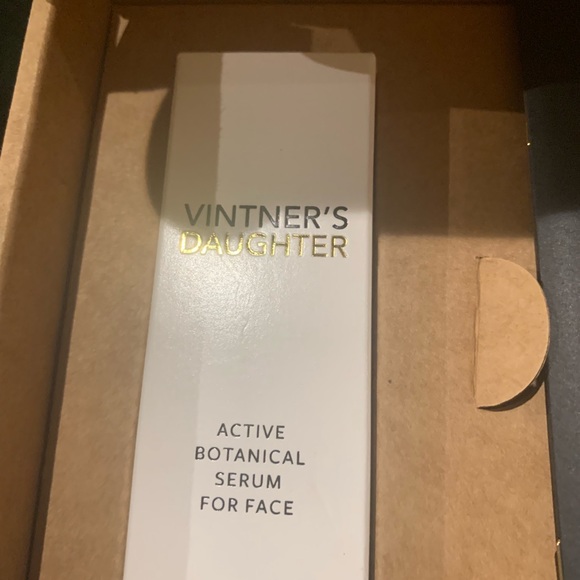 VINTNER'S
DAUGHTER
ACTIVE
BOTANICAL
SERUM
FOR FACE